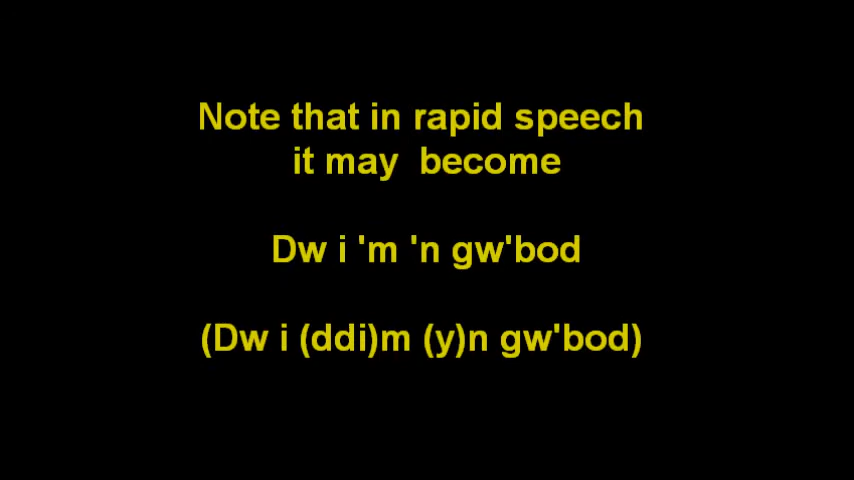 Note that in rapid speech
it may become
Dw i 'm 'n gw'bod
(Dw i (ddi)m (y)n gw'bod)